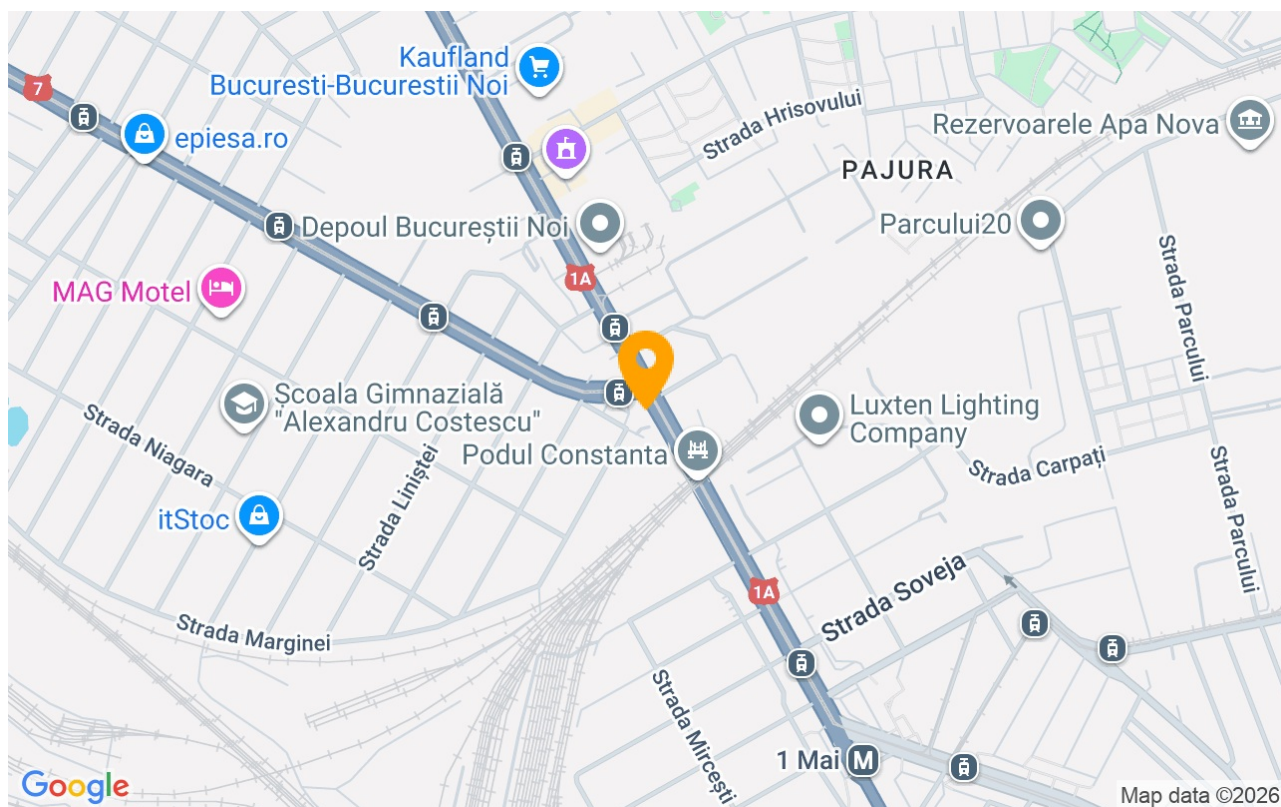 Kaufland
Bucuresti-Bucurestii Noi
7
epiesa.ro
Strada Hrisovului
Rezervoarele Apa Nova
PAJURA
Depoul Bucureștii Noi
Parcului20
1A
MAG Motel
Strada Parcului
Școala Gimnazială
"Alexandru Costescu"
Luxten Lighting
Company
Strada Niagara
Strada Liniștei
Podul Constanta
Strada Carpați
Strada Parcului
itStoc
1A
Strada Soveja
Strada Marginei
Strada Mircești
1 Mai M
Google
Map data ©2026